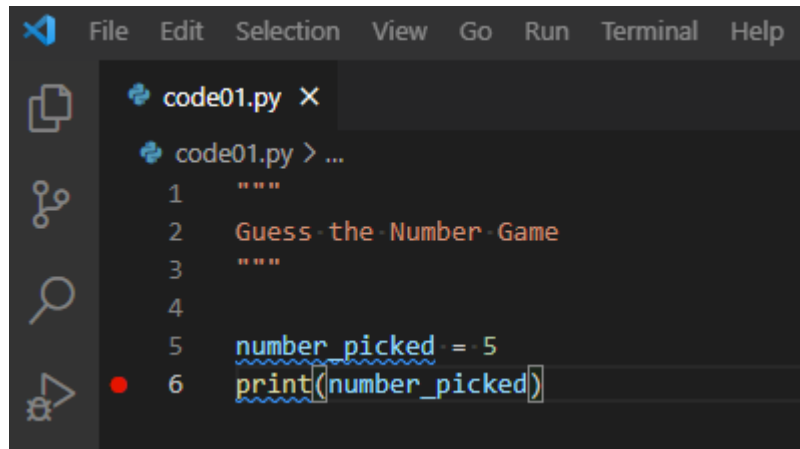 File Edit Selection View Go Run Terminal Help
code01.py
code01.py > ...
1 """
2 Guess the Number Game
3 """
4
5 number_picked = 5
6 print(number_picked)